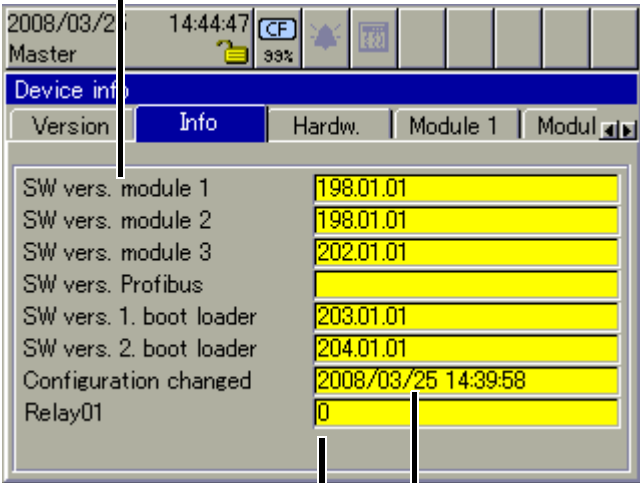 2008/03/25 14:44:47 CF
Master 99%
Device info
Version Info Hardw. Module 1 Modul
SW vers. module 1 198.01.01
SW vers. module 2 198.01.01
SW vers. module 3 202.01.01
SW vers. Profibus
SW vers. 1. boot loader 203.01.01
SW vers. 2. boot loader 204.01.01
Configuration changed 2008/03/25 14:39:58
Relay01 0